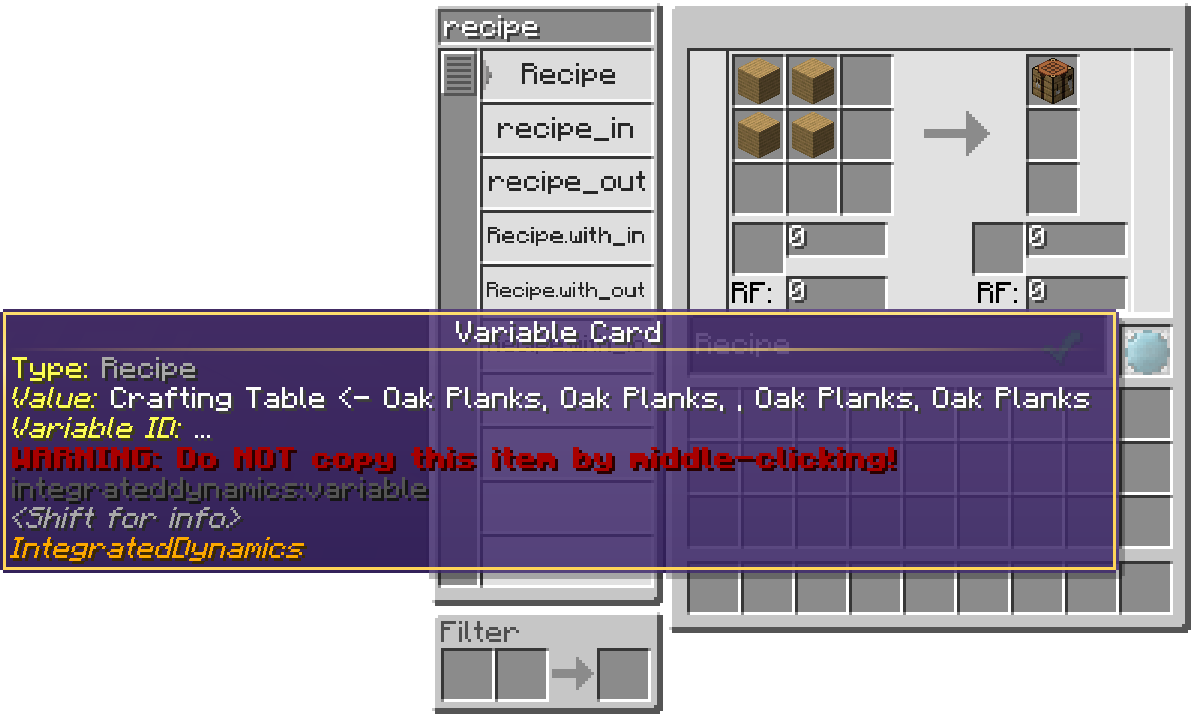 recipe
Recipe
recipe_in
recipe_out
Recipe.with_in
Recipe.with_out
0
0
RF: 0
RF: 0
Recipe
Variable Card
Type: Recipe
Value: Crafting Table <- Oak Planks, Oak Planks, , Oak Planks, Oak Planks
Variable ID: ...
WARNING: Do NOT copy this item by middle-clicking!
integrateddynamics:variable
<Shift for info.>
IntegratedDynamics
Filter